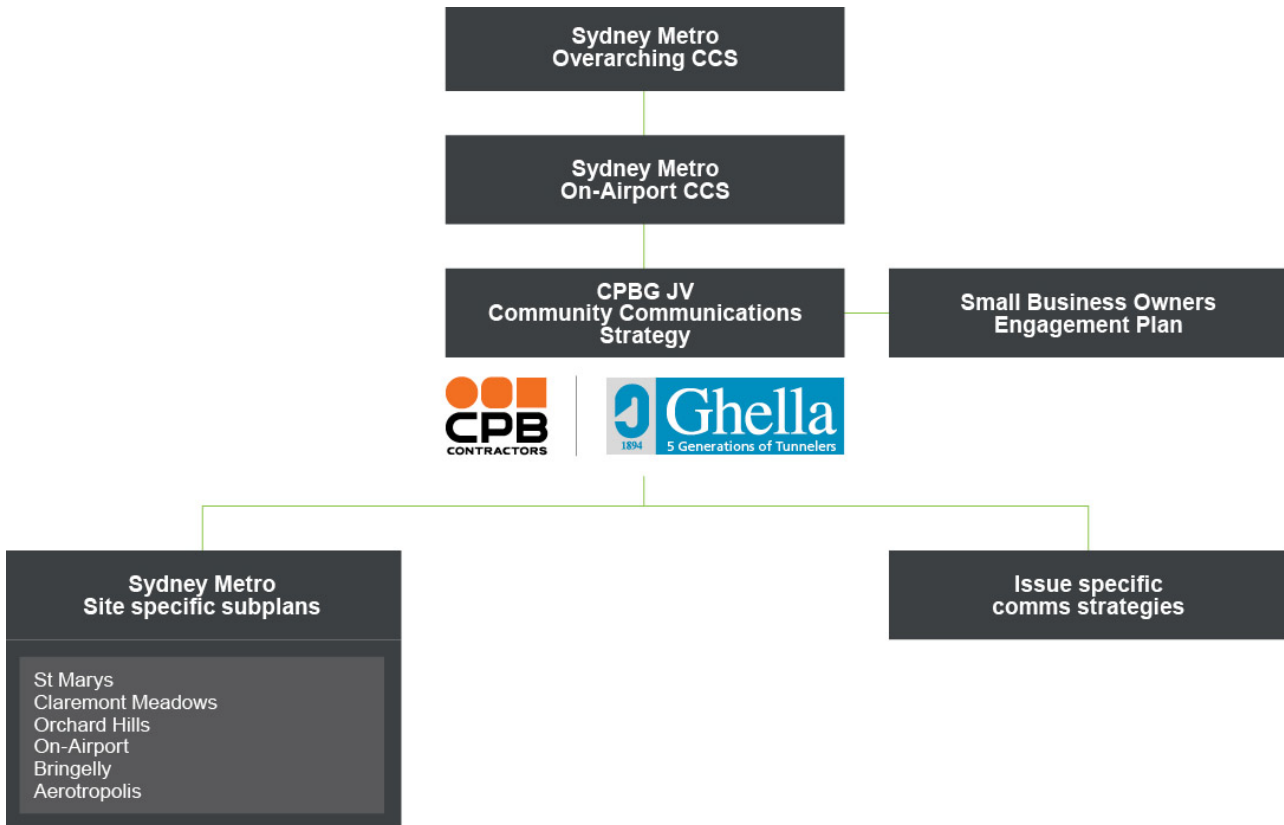 Sydney Metro
Overarching CCS
Sydney Metro
On-Airport CCS
CPBG JV
Community Communications
Strategy
Small Business Owners
Engagement Plan
CPB
CONTRACTORS
Ghella
1894
5 Generations of Tunnelers
Sydney Metro
Site specific subplans
St Marys
Claremont Meadows
Orchard Hills
On-Airport
Bringelly
Aerotropolis
Issue specific
comms strategies